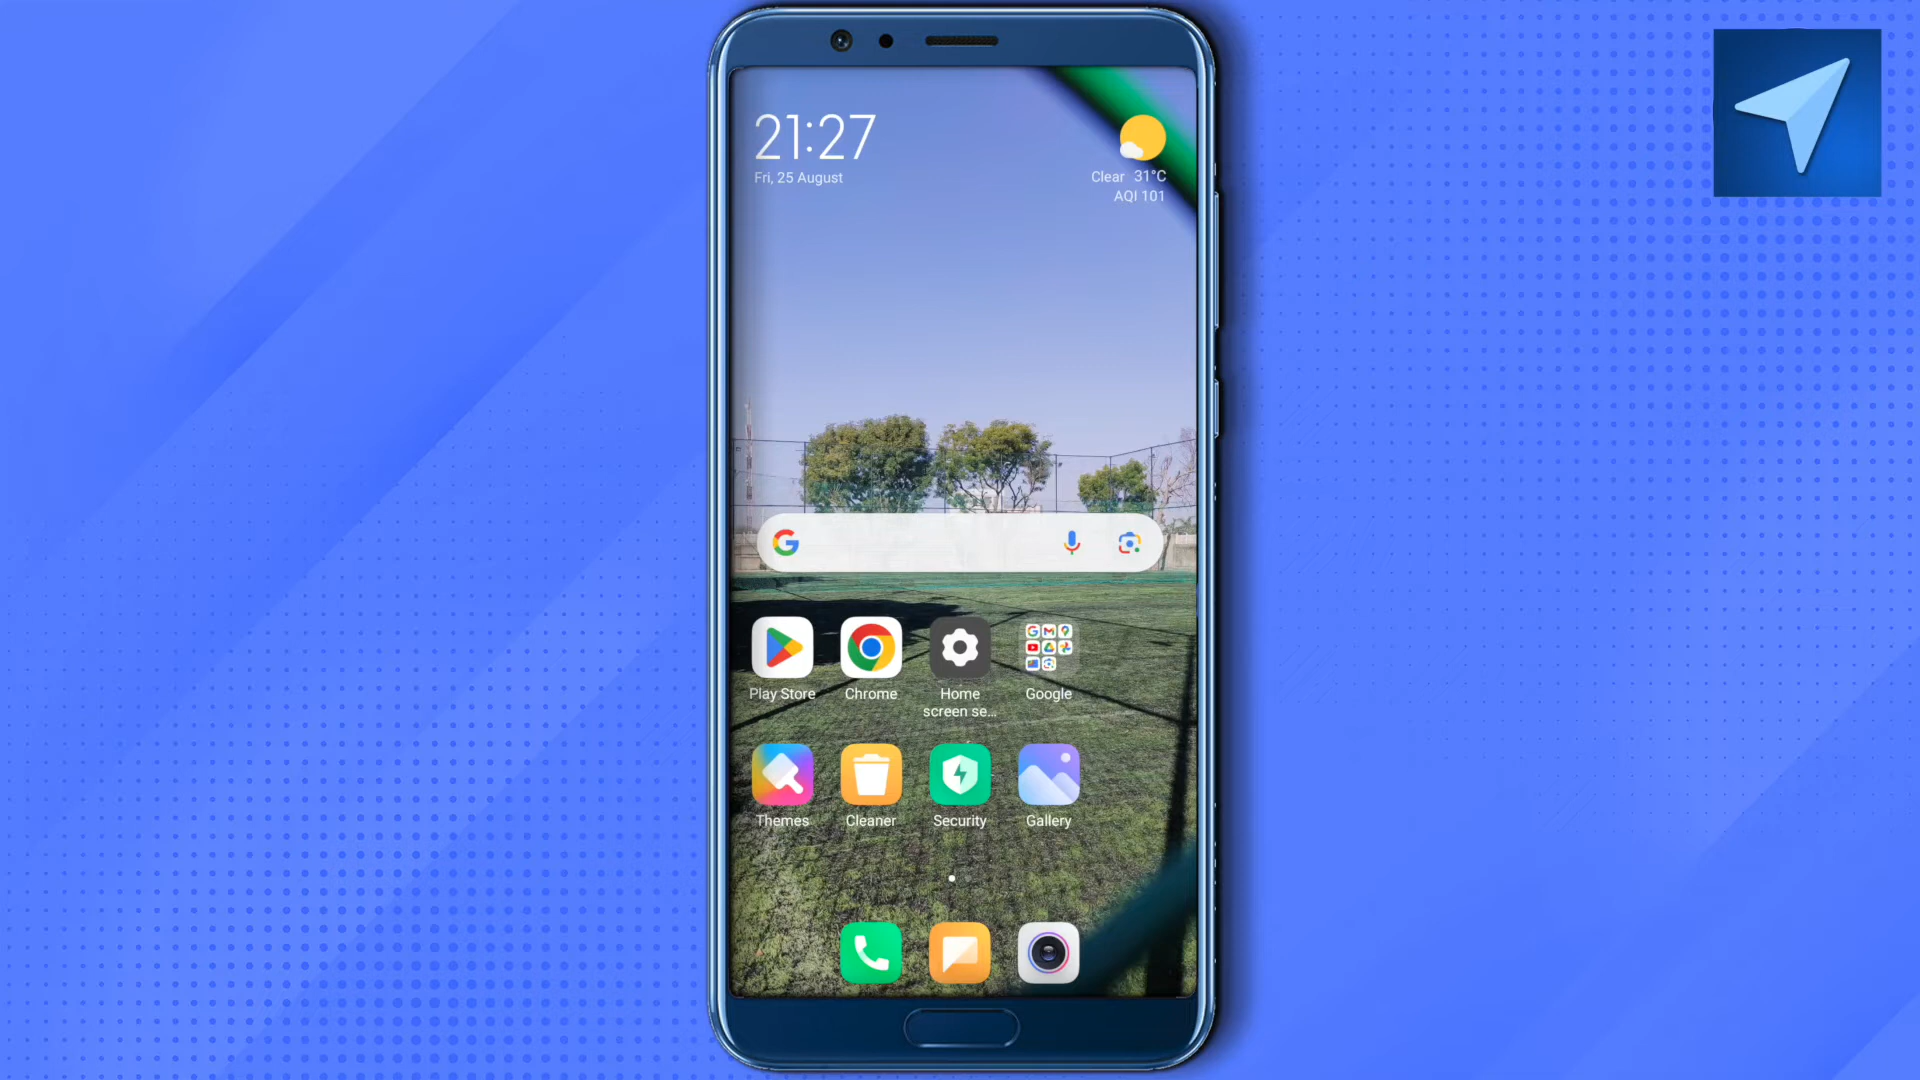 21:27
Fri, 25 August
Clear 31°C
AQI 101
Play Store
Chrome
Home
screen se...
Google
Themes
Cleaner
Security
Gallery